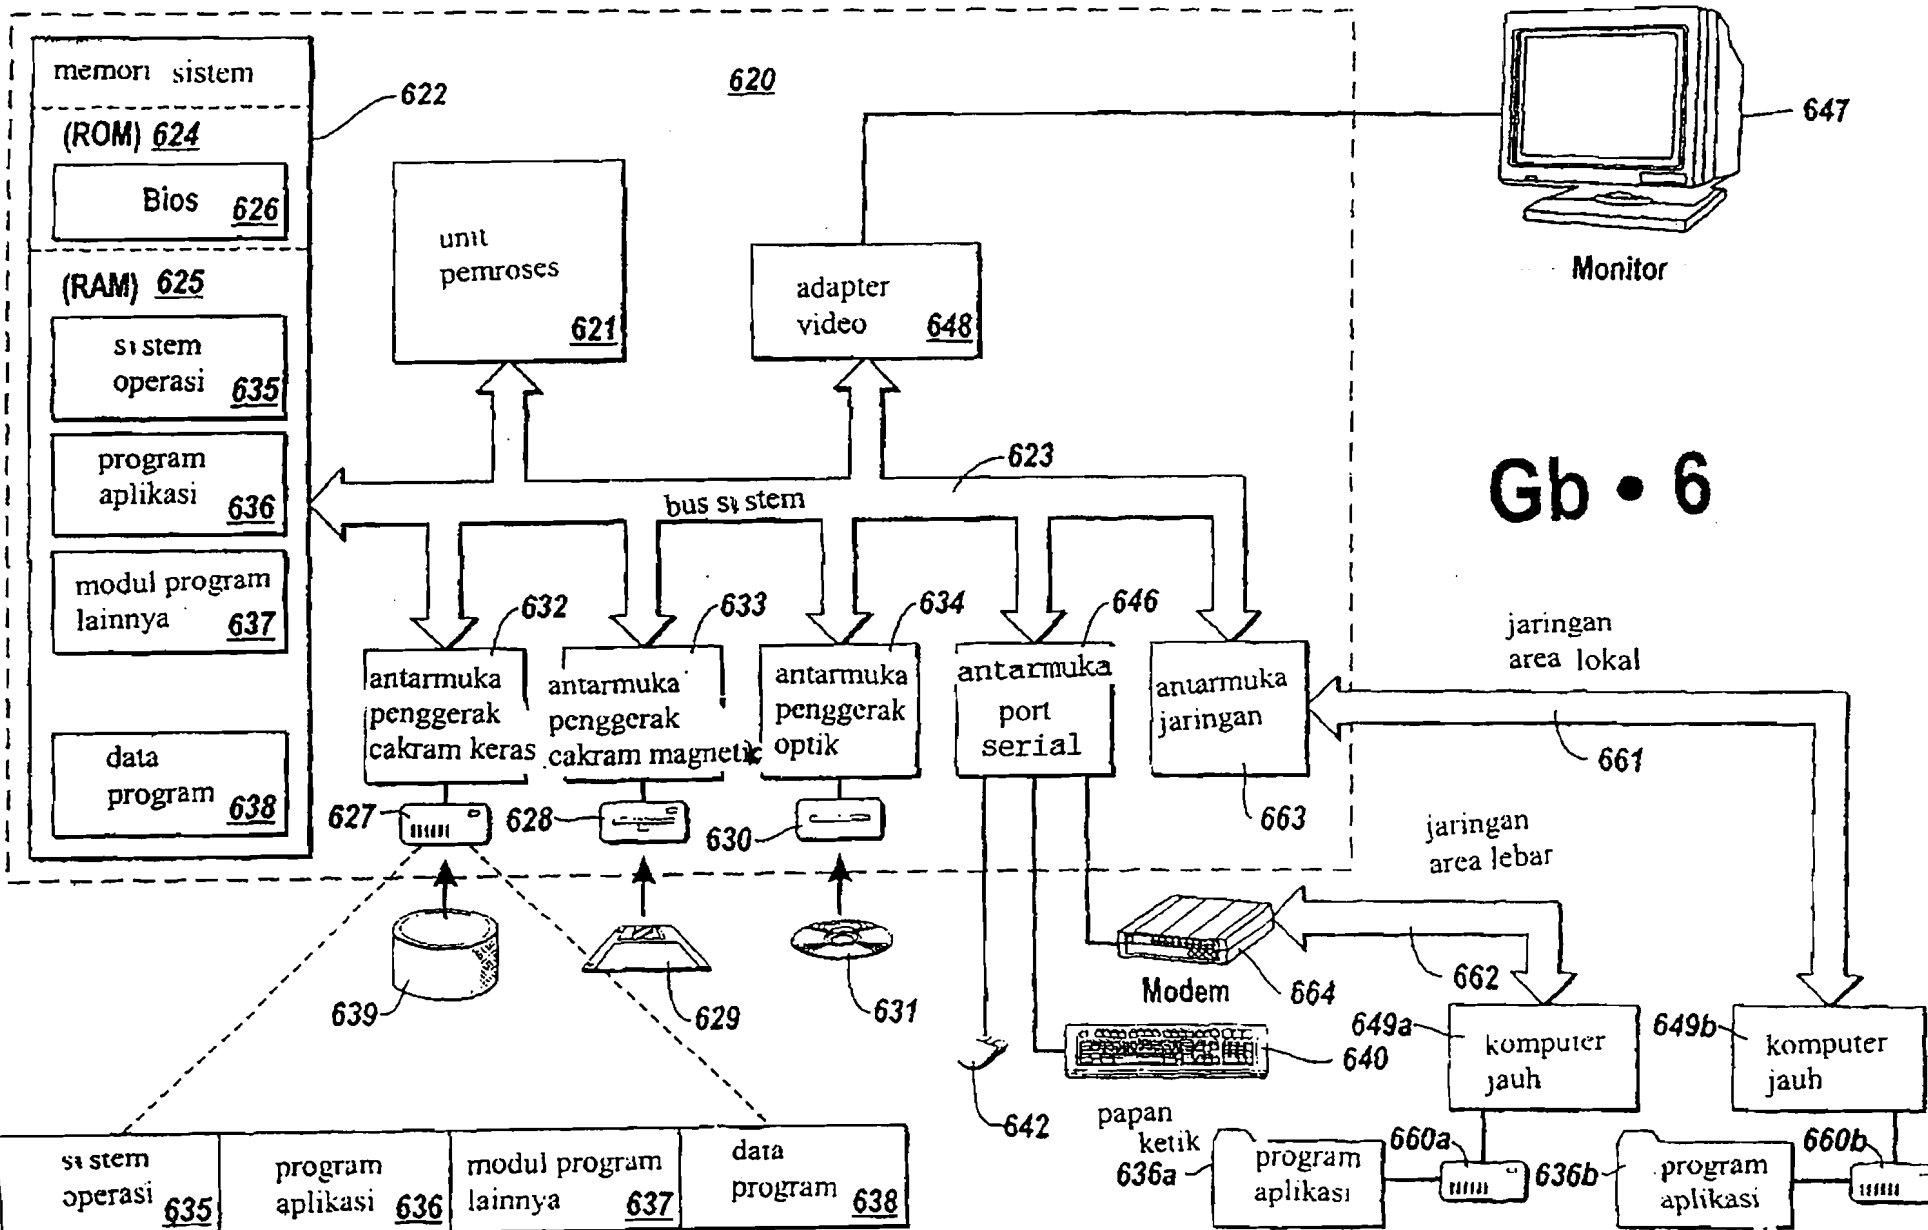 memori sistem
622
620
(ROM) 624
Bios 626
(RAM) 625
sistem
operasi 635
program
aplikasi 636
modul program
lainnya 637
data
program 638
unit
pemroses
621
adapter
video 648
647
Monitor
623
bus sistem
Gb • 6
632
antarmuka
penggerak
cakram keras
633
antarmuka
penggerak
cakram magnetic
634
antarmuka
penggerak
optik
646
antarmuka
port
serial
antarmuka
jaringan
663
jaringan
area lokal
661
627
628
630
jaringan
area lebar
662
639
629
631
Modem
664
642
640
papan
ketik
649a
komputer
jauh
649b
komputer
jauh
sistem
operasi 635
program
aplikasi 636
modul program
lainnya 637
data
program 638
636a
program
aplikasi
660a
636b
program
aplikasi
660b